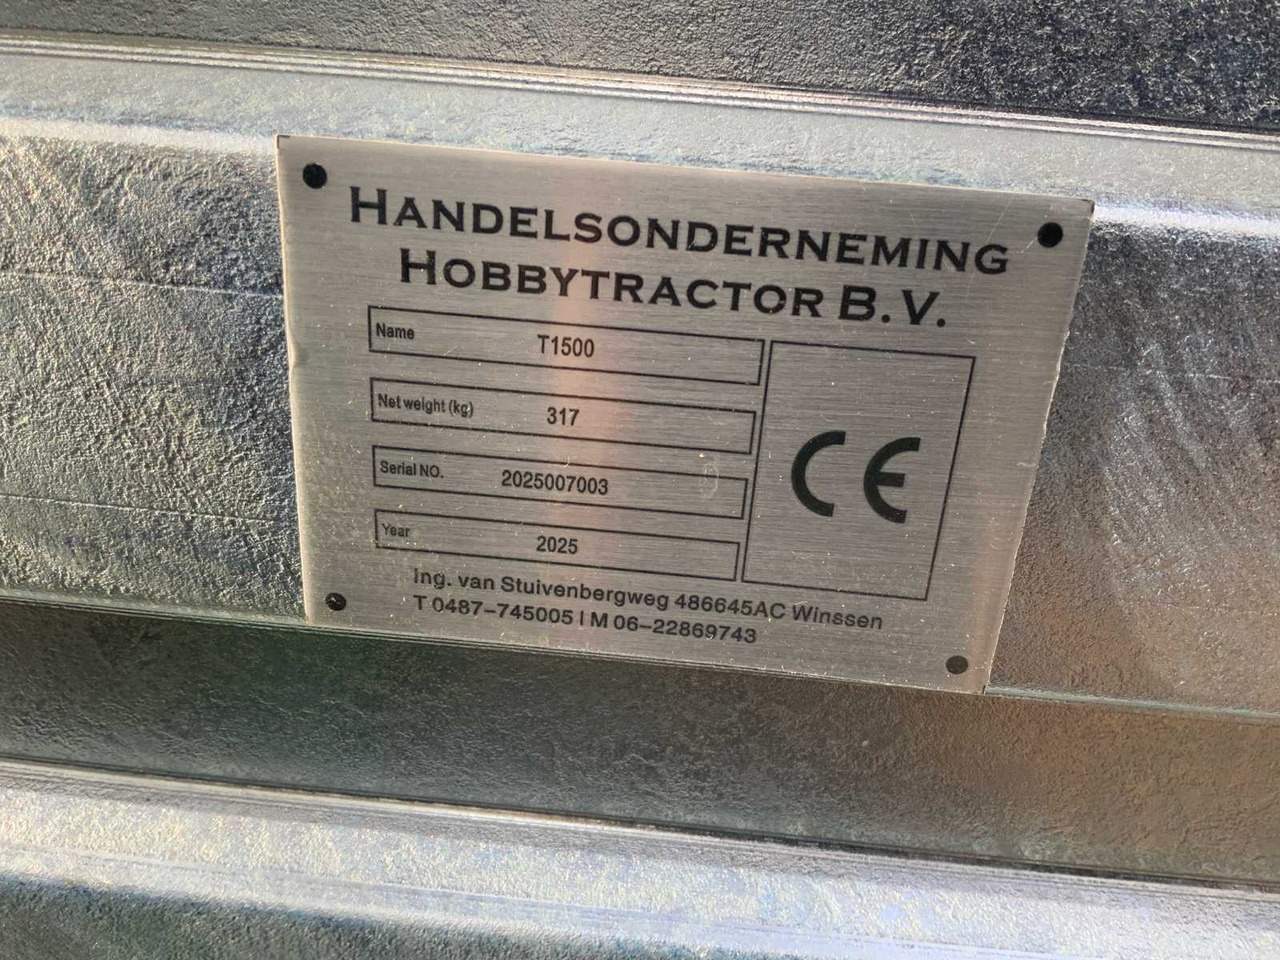 HANDELSONDERNEMING
HOBBYTRACTOR B.V.
Name T1500
Net weight (kg) 317
Serial NO. 2025007003
Year 2025
CE
Ing. van Stuivenbergweg 486645AC Winssen
T 0487-745005 | M 06-22869743